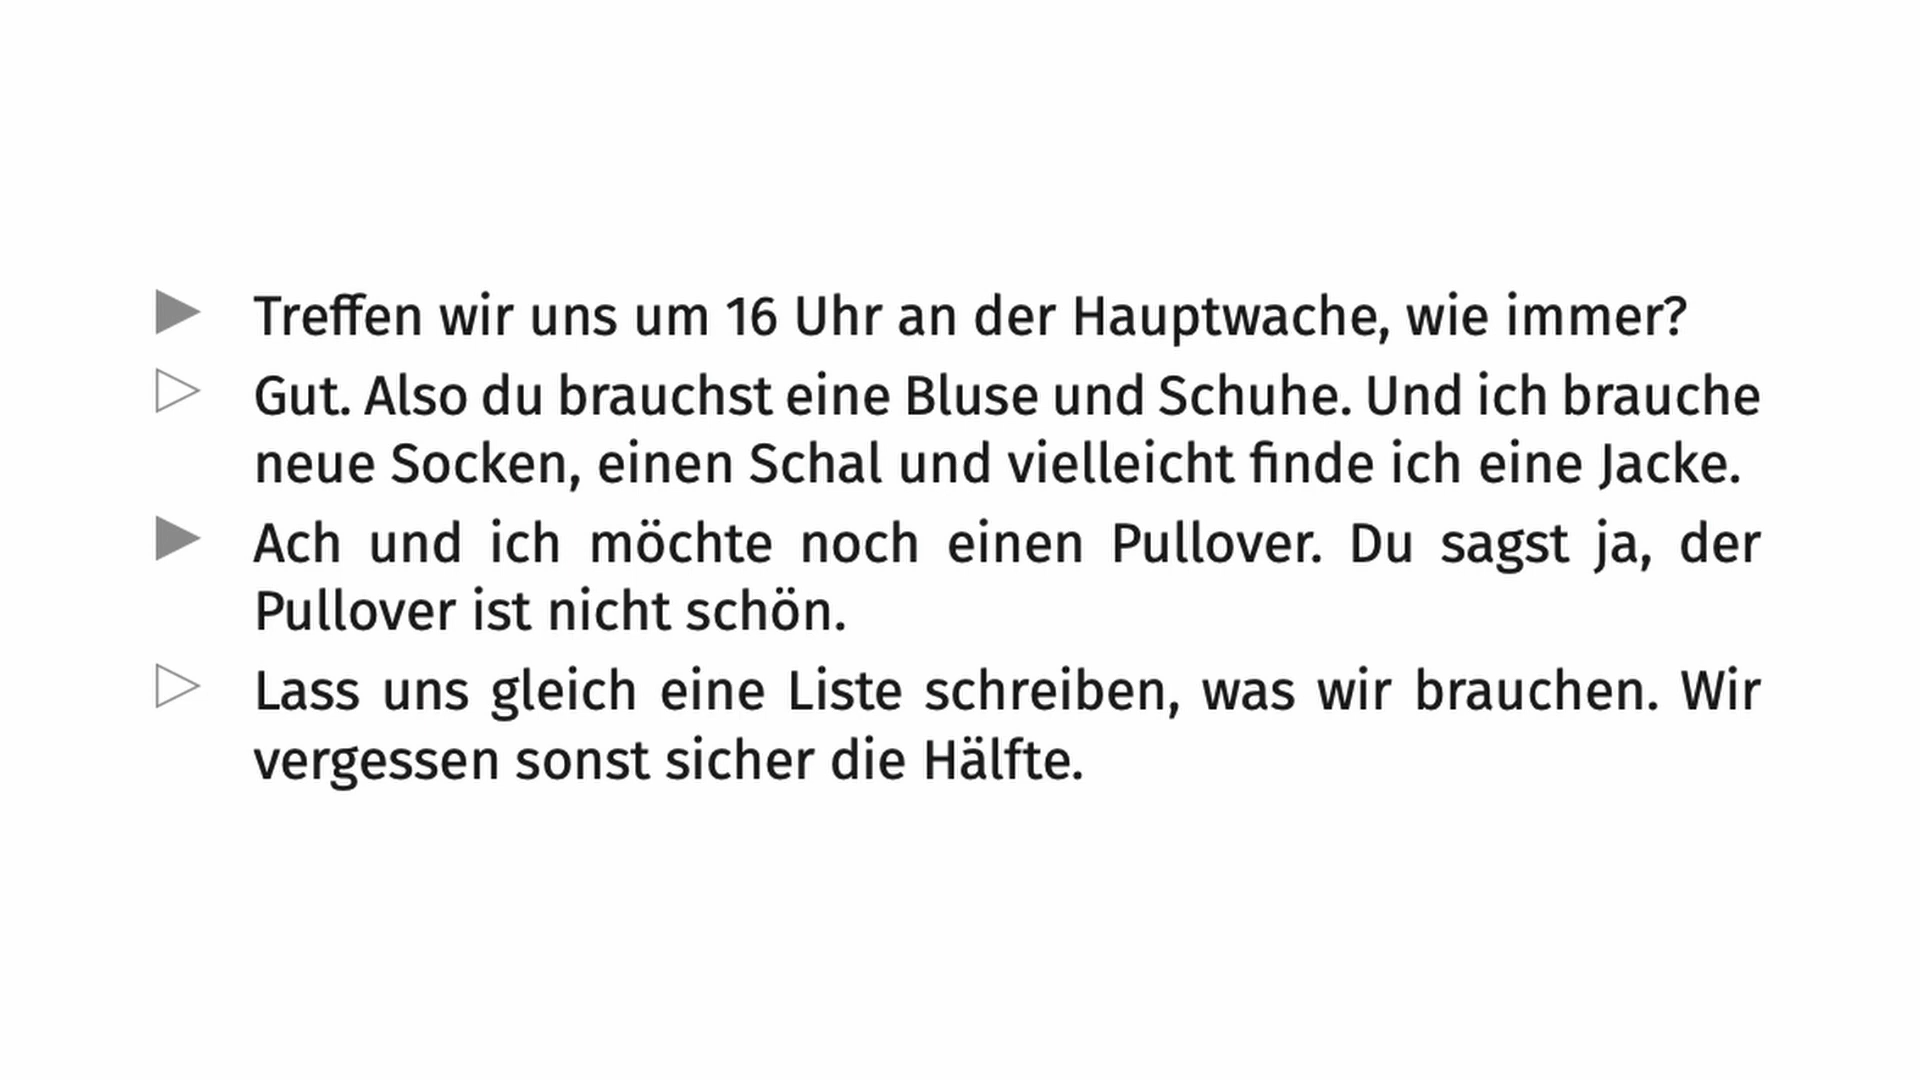 Treffen wir uns um 16 Uhr an der Hauptwache, wie immer?
Gut. Also du brauchst eine Bluse und Schuhe. Und ich brauche
neue Socken, einen Schal und vielleicht finde ich eine Jacke.
Ach und ich möchte noch einen Pullover. Du sagst ja, der
Pullover ist nicht schön.
Lass uns gleich eine Liste schreiben, was wir brauchen. Wir
vergessen sonst sicher die Hälfte.